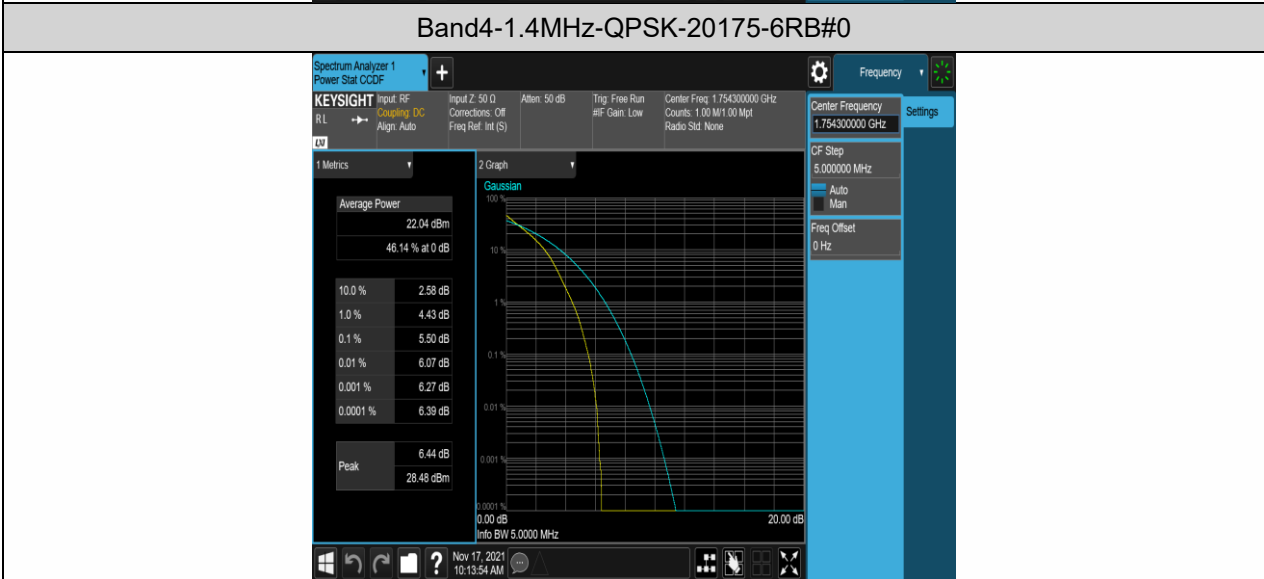 Band4-1.4MHz-QPSK-20175-6RB#0
Spectrum Analyzer 1
Power Stat CCDF
+
Frequency
KEYSIGHT
R L
LXI
Input: RF
Coupling: DC
Align: Auto
Input Z: 50 Ω
Corrections: Off
Freq Ref: Int (S)
Atten: 50 dB
Trig: Free Run
#IF Gain: Low
Center Freq: 1.754300000 GHz
Counts: 1.00 M/1.00 Mpt
Radio Std: None
Center Frequency
1.754300000 GHz
Settings
CF Step
5.000000 MHz
Auto
Man
Freq Offset
0 Hz
1 Metrics
Average Power
22.04 dBm
46.14 % at 0 dB
10.0 % 2.58 dB
1.0 % 4.43 dB
0.1 % 5.50 dB
0.01 % 6.07 dB
0.001 % 6.27 dB
0.0001 % 6.39 dB
Peak
6.44 dB
28.48 dBm
2 Graph
Gaussian
100 %
10 %
1 %
0.1 %
0.01 %
0.001 %
0.0001 %
0.00 dB 20.00 dB
Info BW 5.0000 MHz
?
Nov 17, 2021
10:13:54 AM